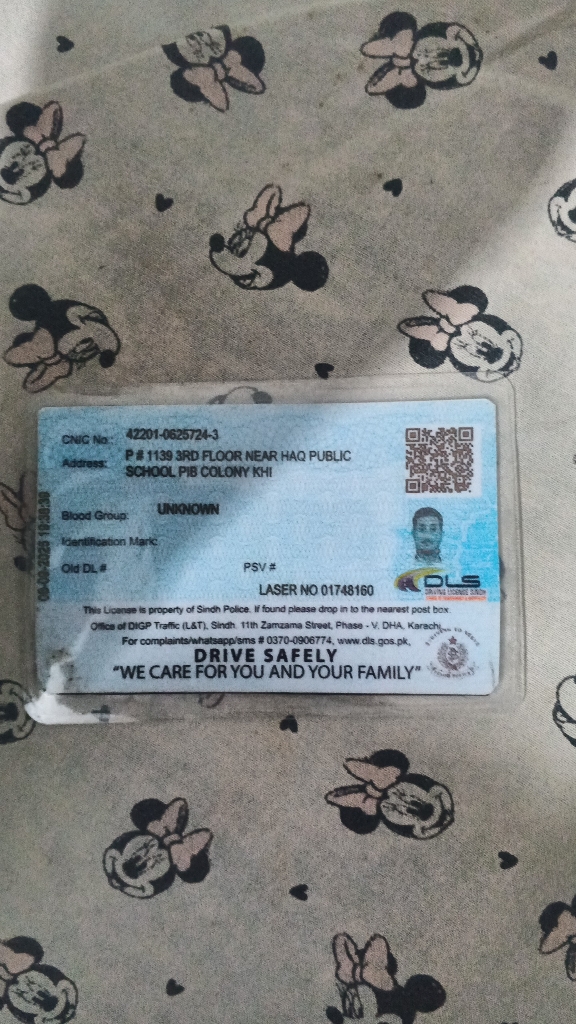 CNIC No: 42201-0625724-3
Address: P # 1139 3RD FLOOR NEAR HAQ PUBLIC
SCHOOL PIB COLONY KHI
Blood Group: UNKNOWN
Identification Mark:
Old DL # PSV #
LASER NO 01748160
DLS
DRIVING LICENSE SINDH
This License is property of Sindh Police. If found please drop in to the nearest post box
Office of DIGP Traffic (L&T), Sindh. 11th Zamzama Street, Phase - V, DHA, Karachi.
For complaints/whatsapp/sms # 0370-0906774, www.dls.gos.pk,
DRIVE SAFELY
"WE CARE FOR YOU AND YOUR FAMILY"